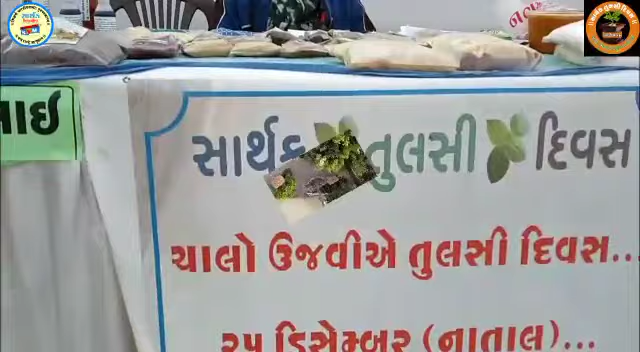 સાર્થક તુલસી દિવસ
ચાલો ઉજવીએ તુલસી દિવસ...
૨૫ ડિસેમ્બર (નાતાલ)...